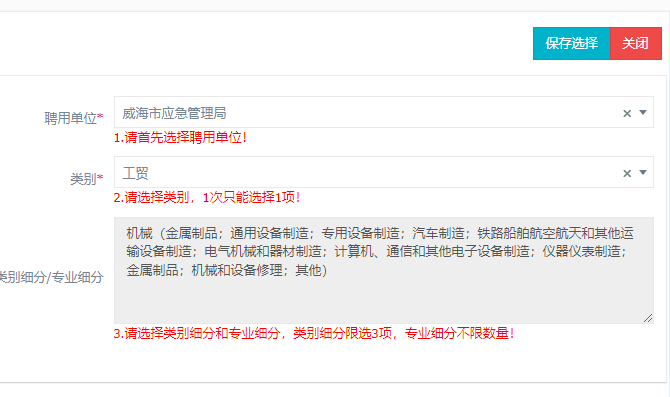 保存选择 关闭
聘用单位* 威海市应急管理局
1.请首先选择聘用单位！
类别* 工贸
2.请选择类别，1次只能选择1项！
机械（金属制品；通用设备制造；专用设备制造；汽车制造；铁路船舶航空航天和其他运
输设备制造；电气机械和器材制造；计算机、通信和其他电子设备制造；仪器仪表制造；
类别细分/专业细分 金属制品；机械和设备修理；其他）
3.请选择类别细分和专业细分，类别细分限选3项，专业细分不限数量！